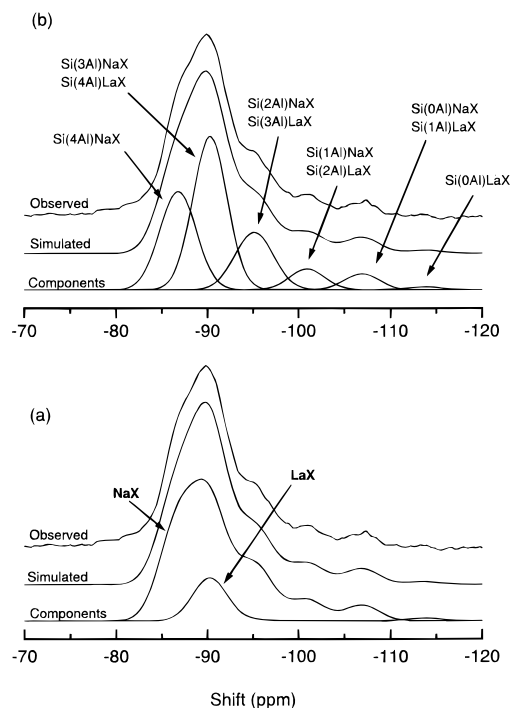 (b)
Si(3Al)NaX
Si(4Al)LaX
Si(2Al)NaX
Si(3Al)LaX
Si(0Al)NaX
Si(1Al)LaX
Si(4Al)NaX
Si(1Al)NaX
Si(2Al)LaX
Si(0Al)LaX
Observed
Simulated
Components
-70 -80 -90 -100 -110 -120
(a)
NaX
LaX
Observed
Simulated
Components
-70 -80 -90 -100 -110 -120
Shift (ppm)